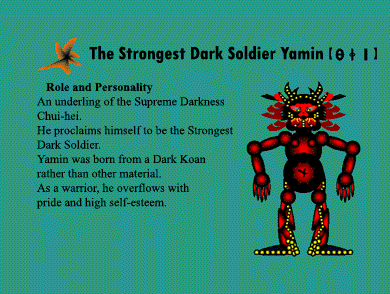 The Strongest Dark Soldier Yamin
Role and Personality
An underling of the Supreme Darkness
Chui-hei.
He proclaims himself to be the Strongest
Dark Soldier.
Yamin was born from a Dark Koan
rather than other material.
As a warrior, he overflows with
pride and high self-esteem.